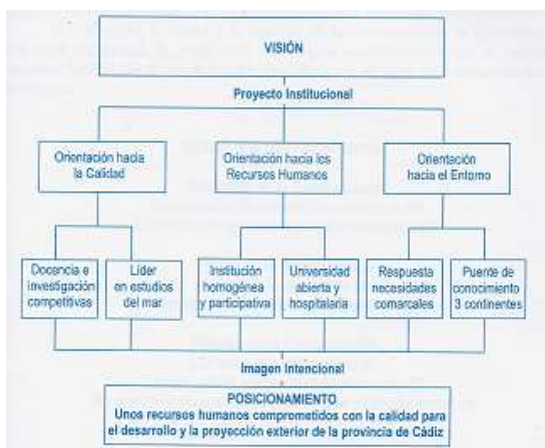 VISIÓN
Proyecto Institucional
Orientación hacia
la Calidad
Orientación hacia los
Recursos Humanos
Orientación
hacia el Entorno
Docencia e
investigación
competitivas
Líder
en estudios
del mar
Institución
homogénea
y participativa
Universidad
abierta y
hospitalaria
Respuesta
necesidades
comarcales
Puente de
conocimiento
3 continentes
Imagen Intencional
POSICIONAMIENTO
Unos recursos humanos comprometidos con la calidad para
el desarrollo y la proyección exterior de la provincia de Cádiz